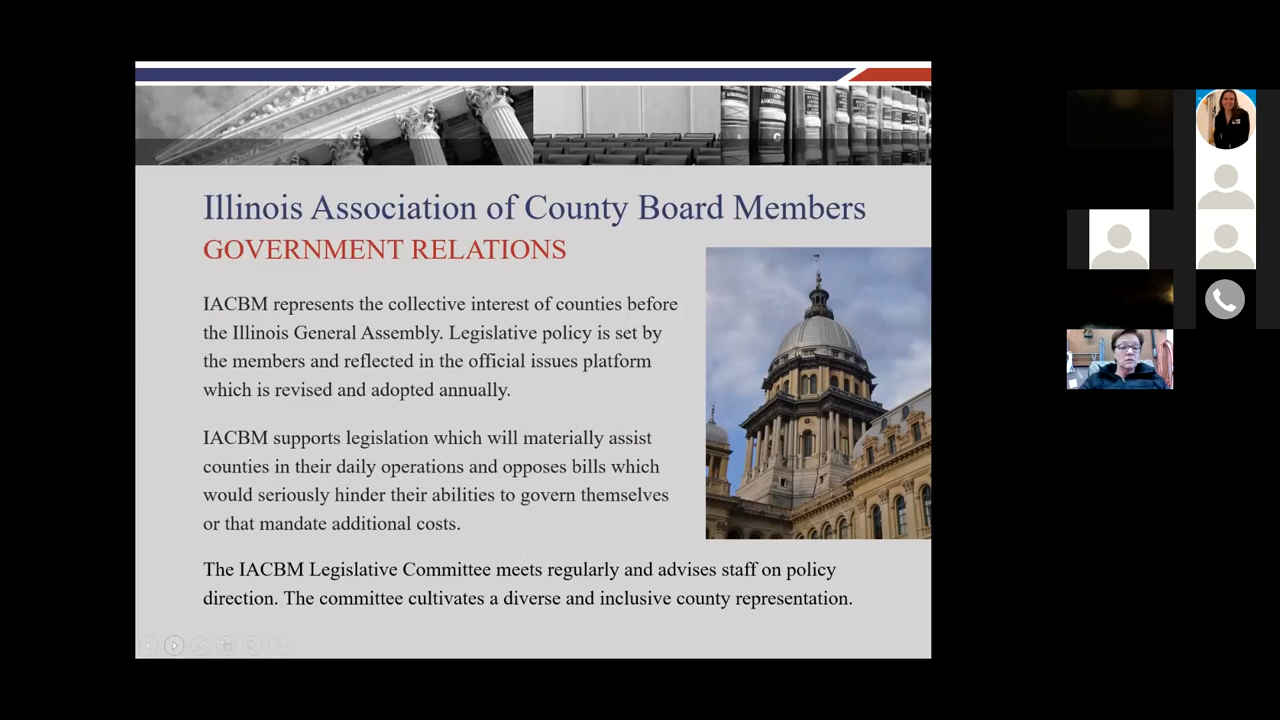 Illinois Association of County Board Members
GOVERNMENT RELATIONS
IACBM represents the collective interest of counties before
the Illinois General Assembly. Legislative policy is set by
the members and reflected in the official issues platform
which is revised and adopted annually.
IACBM supports legislation which will materially assist
counties in their daily operations and opposes bills which
would seriously hinder their abilities to govern themselves
or that mandate additional costs.
The IACBM Legislative Committee meets regularly and advises staff on policy
direction. The committee cultivates a diverse and inclusive county representation.